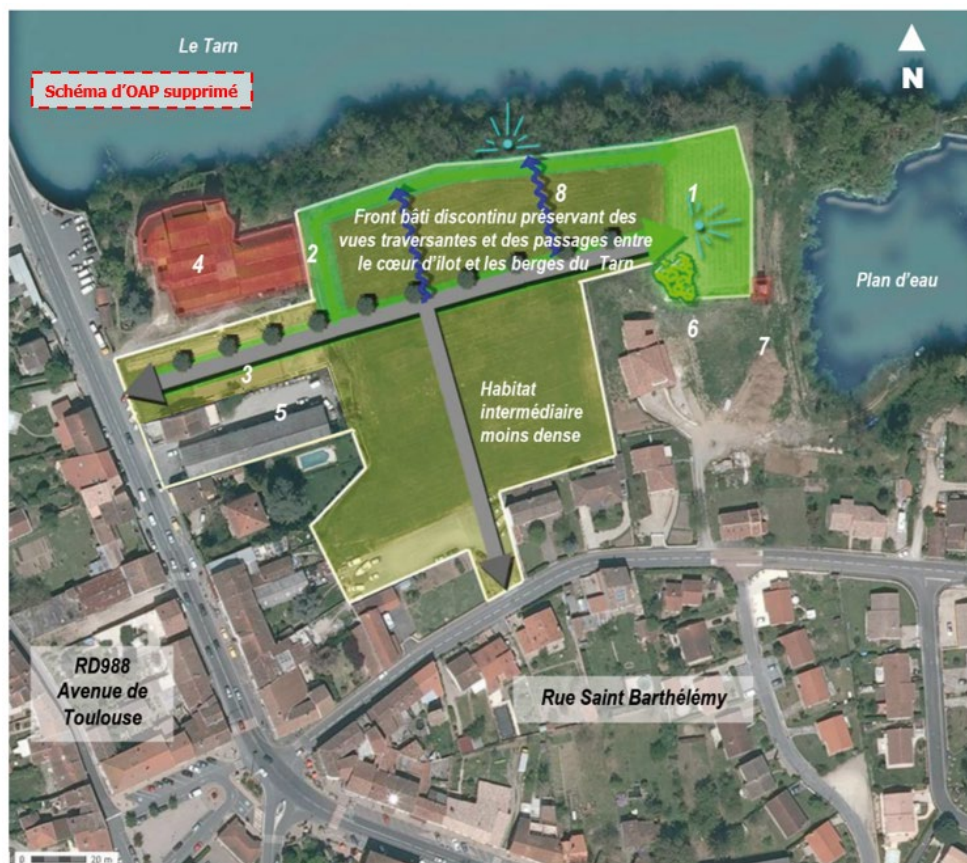 Le Tarn
Schéma d'OAP supprimé
N
1
8
Front bâti discontinu préservant des
vues traversantes et des passages entre
le cœur d'ilot et les berges du Tarn
2
4
Plan d'eau
6
7
3
Habitat
intermédiaire
moins dense
5
RD988
Avenue de
Toulouse
Rue Saint Barthélémy
0 20 m